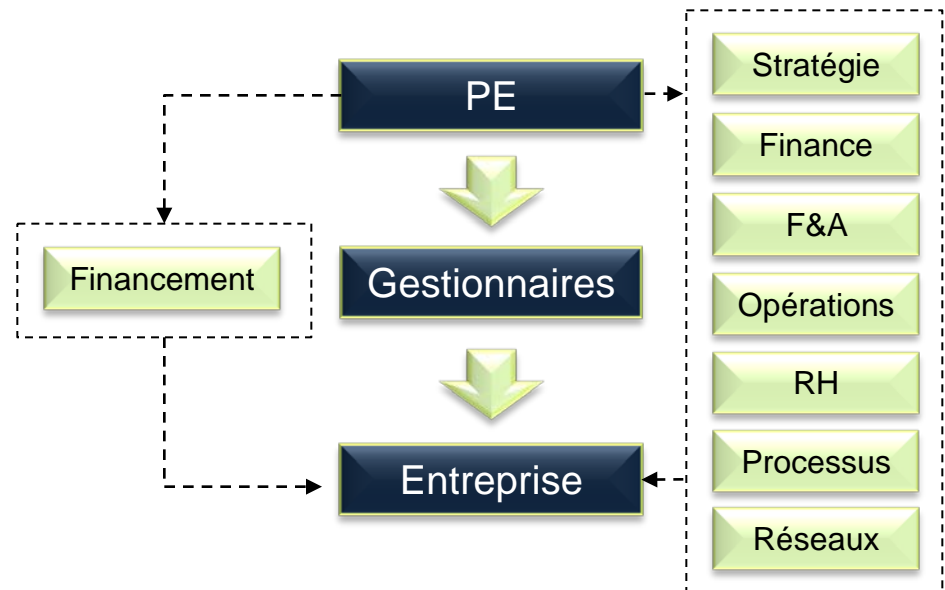 PE
Gestionnaires
Entreprise
Financement
Stratégie
Finance
F&A
Opérations
RH
Processus
Réseaux